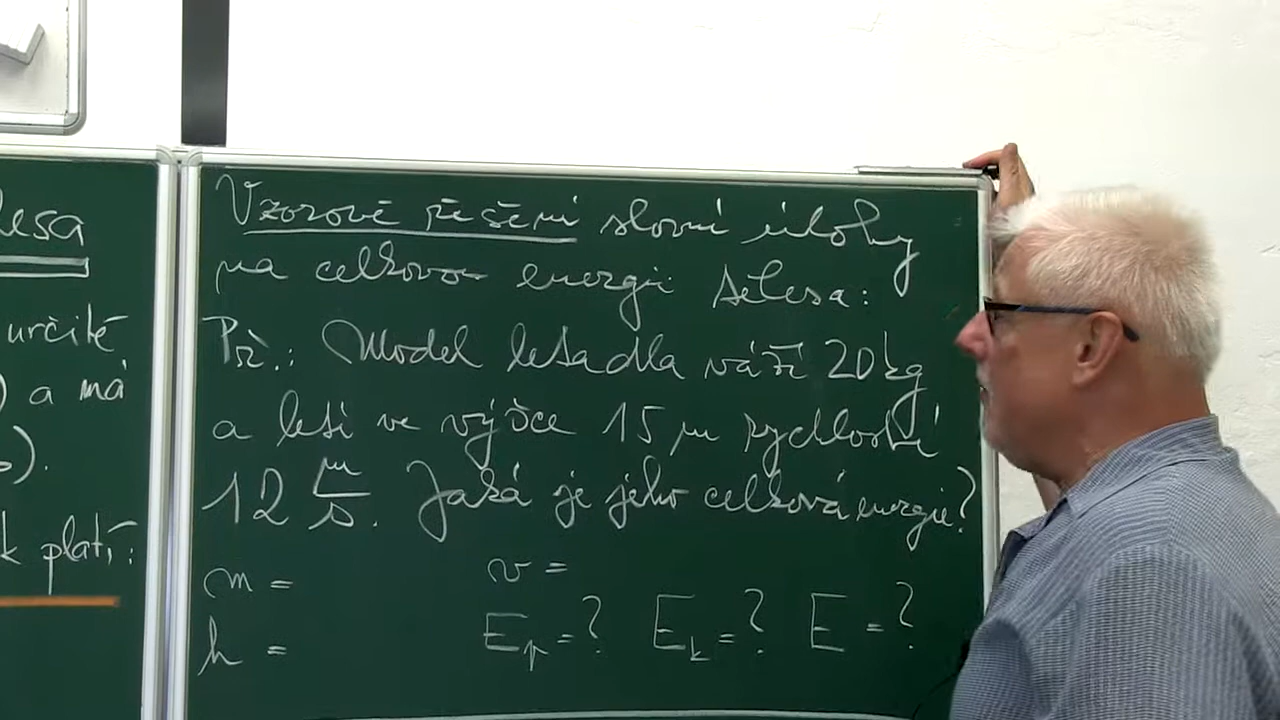 lesa
určité
) a má
).
k platí:
Vzorové řešení slovní úlohy
na celkovou energii tělesa:
Př.: Model letadla váží 20 kg
a letí ve výšce 15 m rychlostí
12 m/s. Jaká je jeho celková energie?
m = v =
h = Ep = ? Ek = ? E = ?